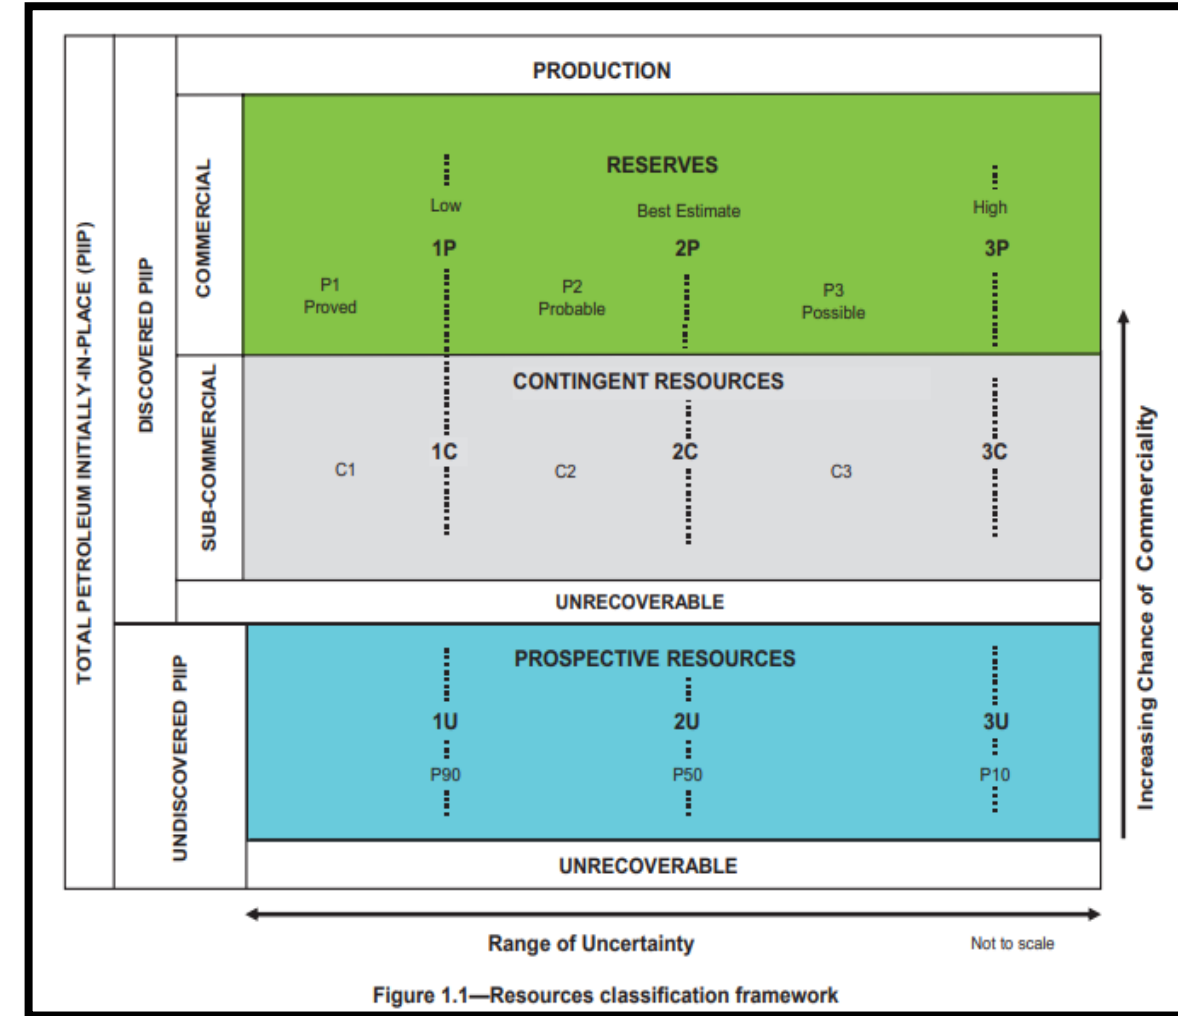 TOTAL PETROLEUM INITIALLY-IN-PLACE (PIIP)
DISCOVERED PIIP
UNDISCOVERED PIIP
COMMERCIAL
SUB-COMMERCIAL
PRODUCTION
RESERVES
Low
Best Estimate
High
1P
2P
3P
P1
Proved
P2
Probable
P3
Possible
CONTINGENT RESOURCES
1C
2C
3C
C1
C2
C3
UNRECOVERABLE
PROSPECTIVE RESOURCES
1U
2U
3U
P90
P50
P10
UNRECOVERABLE
Increasing Chance of Commerciality
Range of Uncertainty
Not to scale
Figure 1.1—Resources classification framework